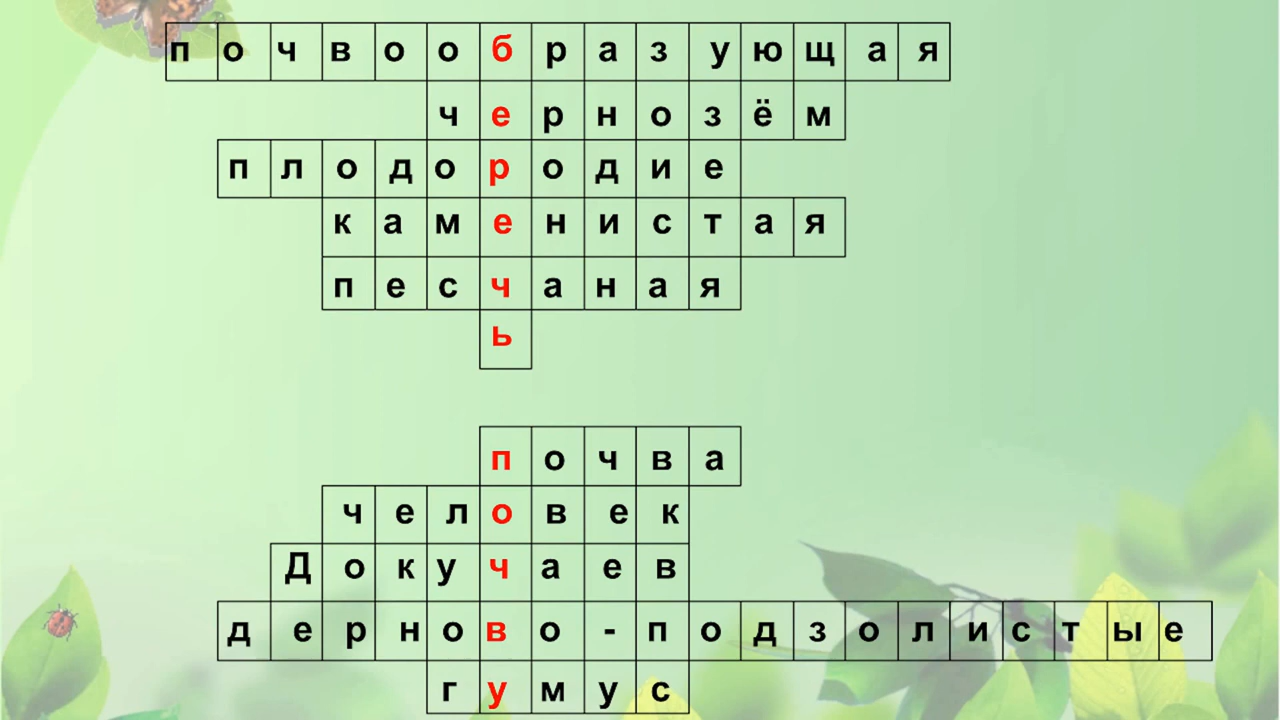 почвообразующая
чернозём
плодородие
каменистая
песчаная
ь
почва
человек
Докучаев
дерново-подзолистые
гумус